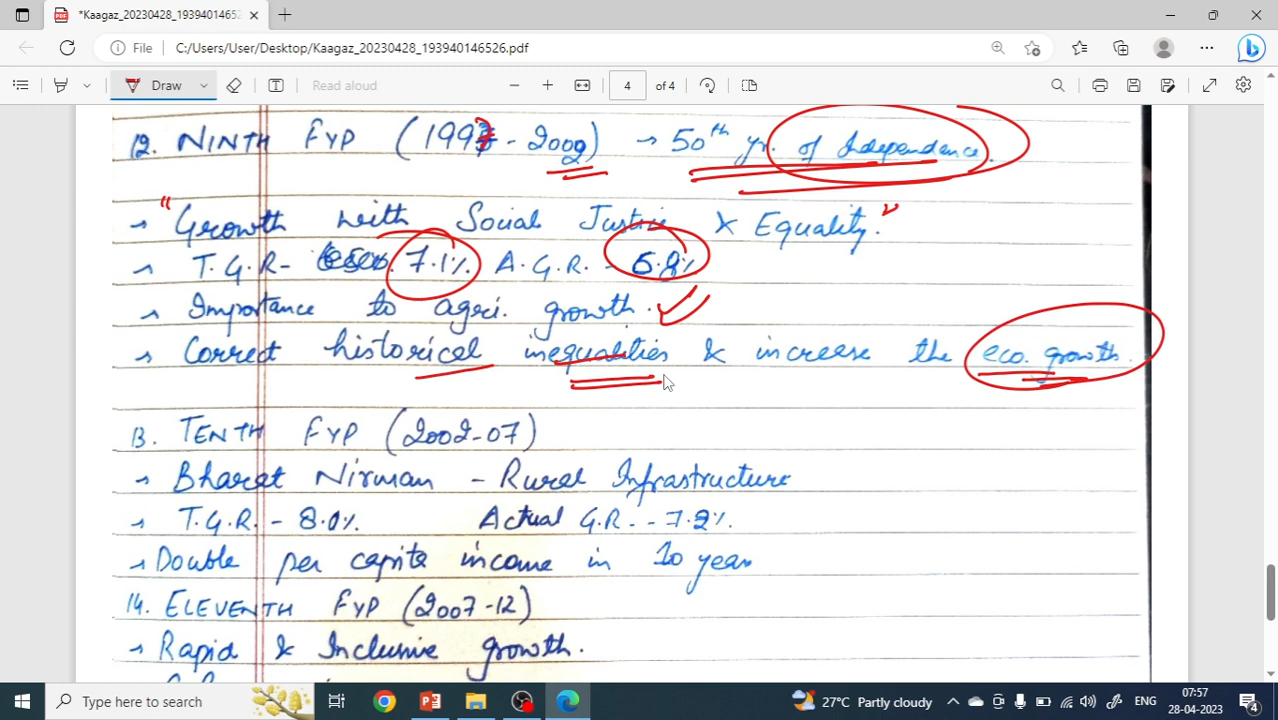 *Kaagaz_20230428_193940146526
File C:/Users/User/Desktop/Kaagaz_20230428_193940146526.pdf
Draw Read aloud 4 of 4
12. NINTH FYP (1997 - 2002) → 50th yr. of Independence.
→ "Growth with Social Justice & Equality."
→ T.G.R- 7.1%. A.G.R. - 6.8%
→ Importance to agri. growth.
→ Correct historical inequalities & increase the eco. growth.
13. TENTH FYP (2002-07)
→ Bharat Nirman - Rural Infrastructure
→ T.G.R. - 8.0% Actual G.R. - 7.2%.
→ Double per capita income in 10 year
14. ELEVENTH FYP (2007-12)
→ Rapid & Inclusive growth.
Type here to search
27°C Partly cloudy ENG 07:57
28-04-2023 4